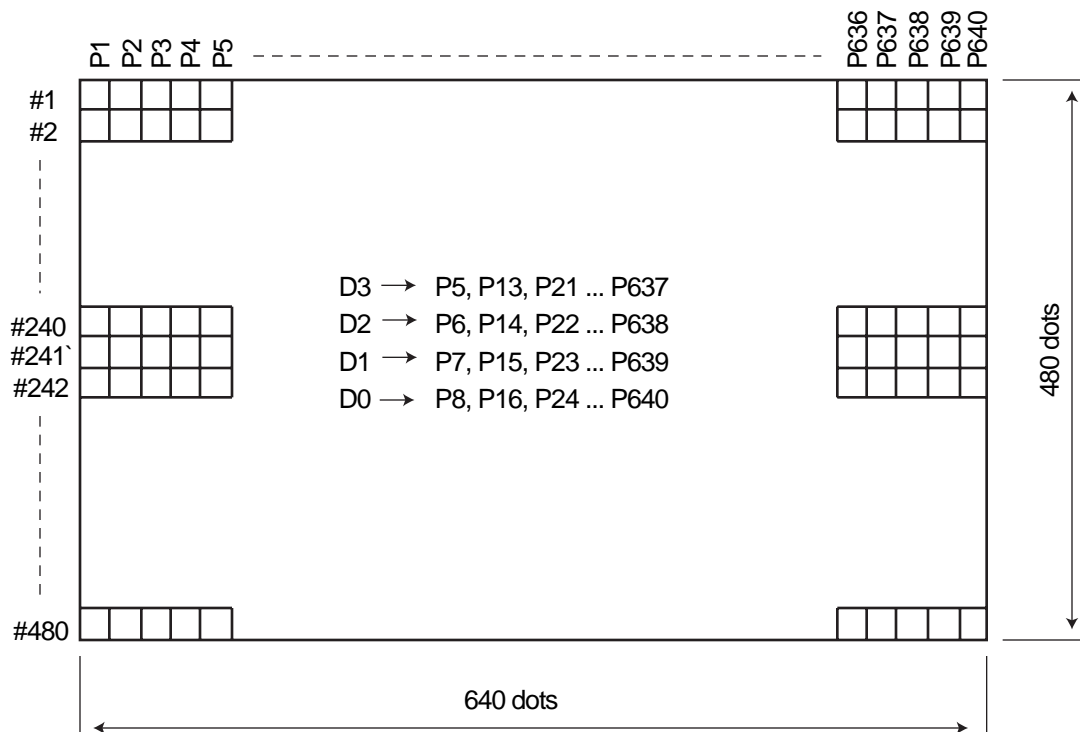 P1 P2 P3 P4 P5 P636 P637 P638 P639 P640
#1
#2
D3 → P5, P13, P21 ... P637
#240 D2 → P6, P14, P22 ... P638
#241` D1 → P7, P15, P23 ... P639
#242 D0 → P8, P16, P24 ... P640
480 dots
#480
640 dots